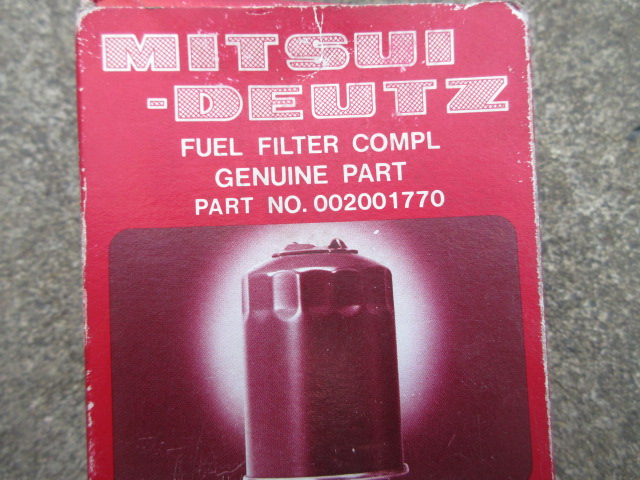 MITSUI
-DEUTZ
FUEL FILTER COMPL
GENUINE PART
PART NO. 002001770